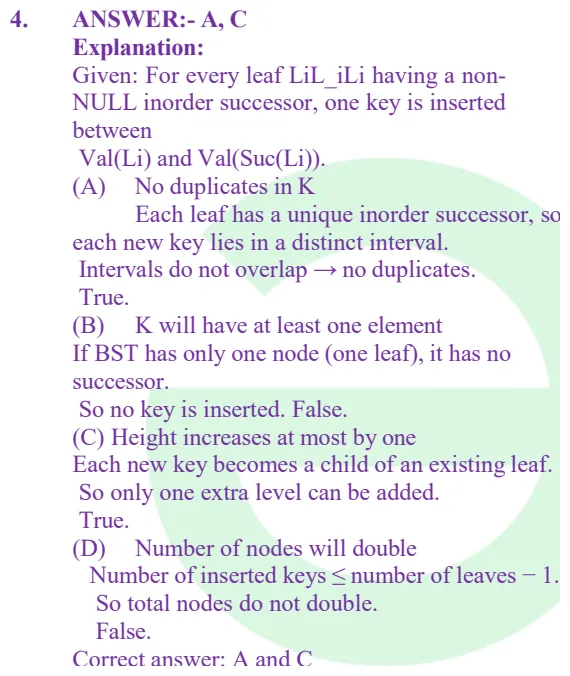 4. ANSWER:- A, C
Explanation:
Given: For every leaf LiL_iLi having a non-
NULL inorder successor, one key is inserted
between
Val(Li) and Val(Suc(Li)).
(A) No duplicates in K
Each leaf has a unique inorder successor, so
each new key lies in a distinct interval.
Intervals do not overlap → no duplicates.
True.
(B) K will have at least one element
If BST has only one node (one leaf), it has no
successor.
So no key is inserted. False.
(C) Height increases at most by one
Each new key becomes a child of an existing leaf.
So only one extra level can be added.
True.
(D) Number of nodes will double
Number of inserted keys ≤ number of leaves − 1.
So total nodes do not double.
False.
Correct answer: A and C